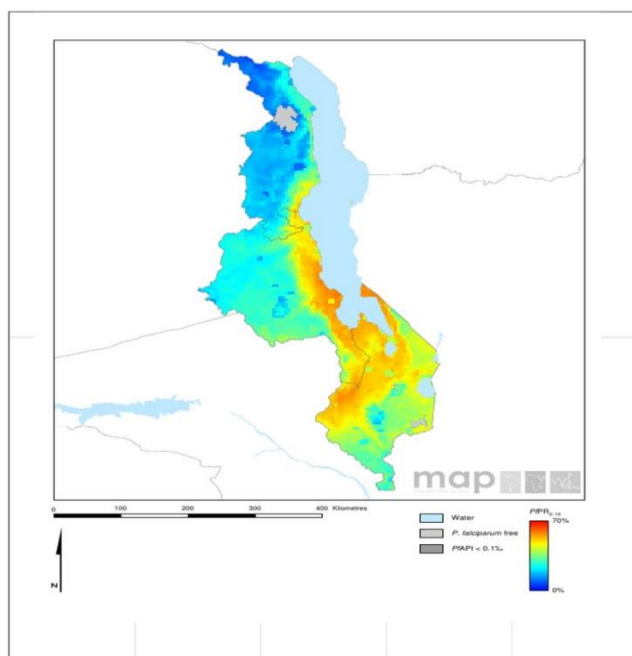 map
0 100 200 300 400 Kilometres
Water
P. falciparum free
PfAPI < 0.1‰
PfPR2-10
70%
0%
N